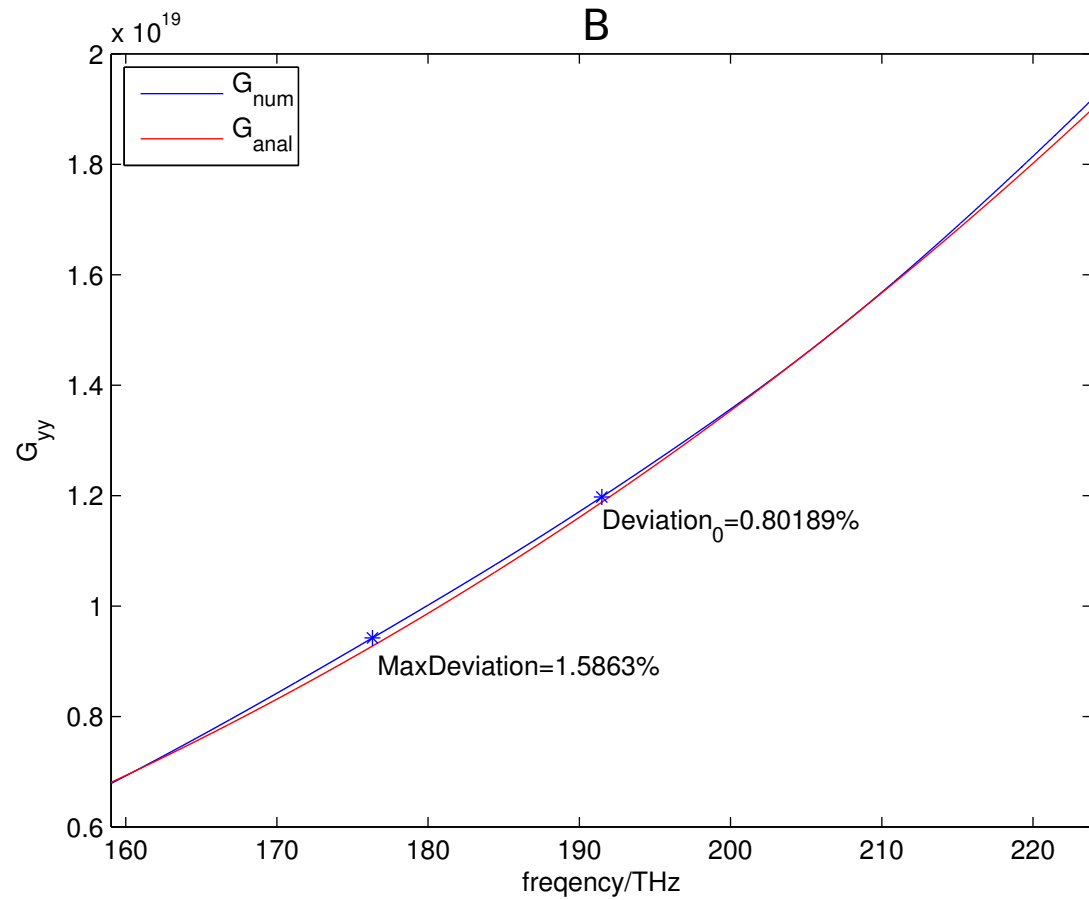 B
x 10^19
G_num
G_anal
2
1.8
1.6
1.4
1.2
1
0.8
0.6
G_yy
Deviation_0=0.80189%
MaxDeviation=1.5863%
160 170 180 190 200 210 220
freqency/THz